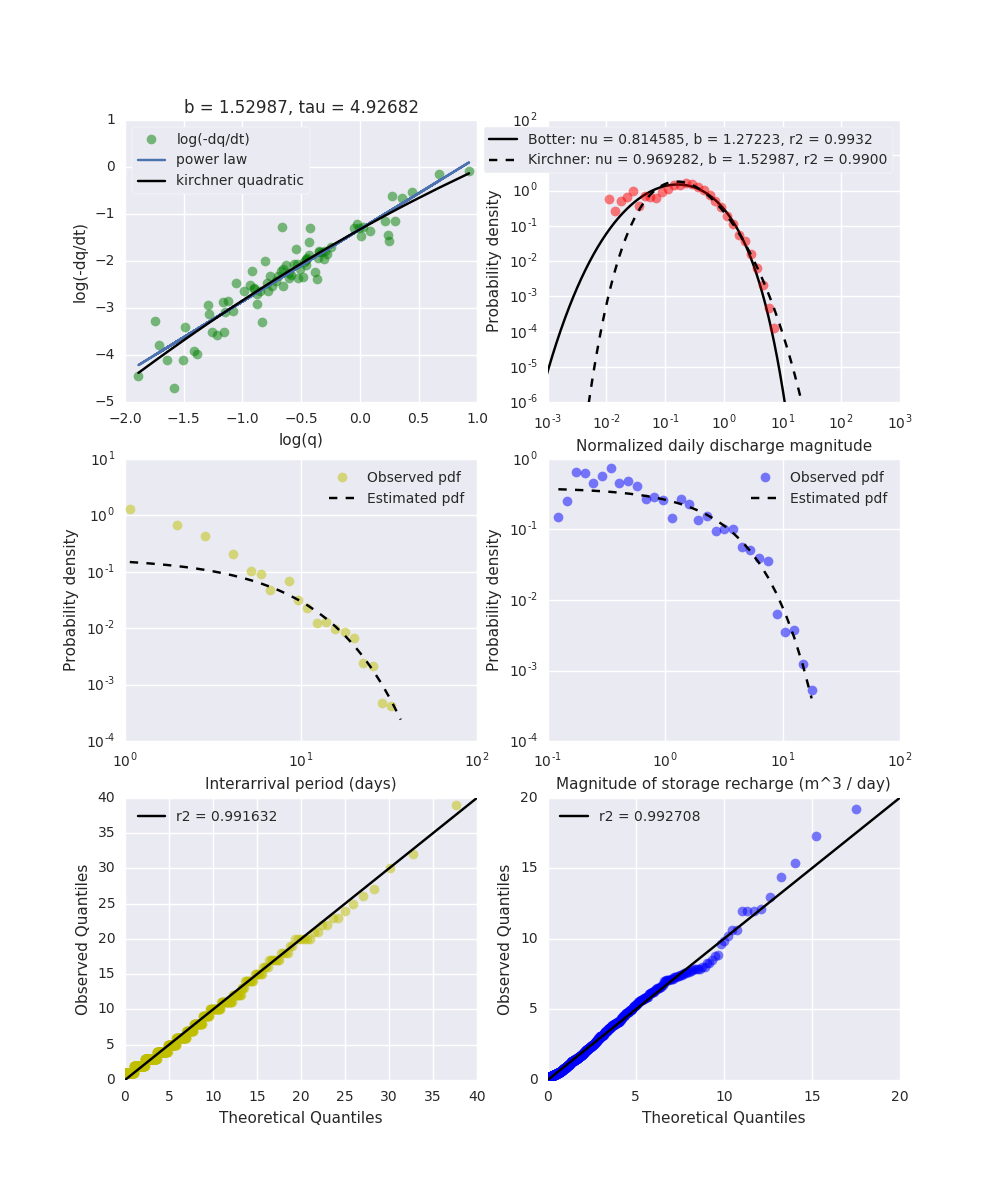 b = 1.52987, tau = 4.92682
log(-dq/dt)
power law
kirchner quadratic
1
0
−1
−2
−3
−4
−5
log(-dq/dt)
−2.0 −1.5 −1.0 −0.5 0.0 0.5 1.0
log(q)
Botter: nu = 0.814585, b = 1.27223, r2 = 0.9932
Kirchner: nu = 0.969282, b = 1.52987, r2 = 0.9900
10^2
10^0
10^-1
10^-2
10^-3
10^-4
10^-5
10^-6
Probability density
10^-3 10^-2 10^-1 10^0 10^1 10^2 10^3
Normalized daily discharge magnitude
Observed pdf
Estimated pdf
10^1
10^0
10^-1
10^-2
10^-3
10^-4
Probability density
10^0 10^1 10^2
Interarrival period (days)
Observed pdf
Estimated pdf
10^0
10^-1
10^-2
10^-3
10^-4
Probability density
10^-1 10^0 10^1 10^2
Magnitude of storage recharge (m^3 / day)
r2 = 0.991632
40
35
30
25
20
15
10
5
0
Observed Quantiles
0 5 10 15 20 25 30 35 40
Theoretical Quantiles
r2 = 0.992708
20
15
10
5
0
Observed Quantiles
0 5 10 15 20
Theoretical Quantiles